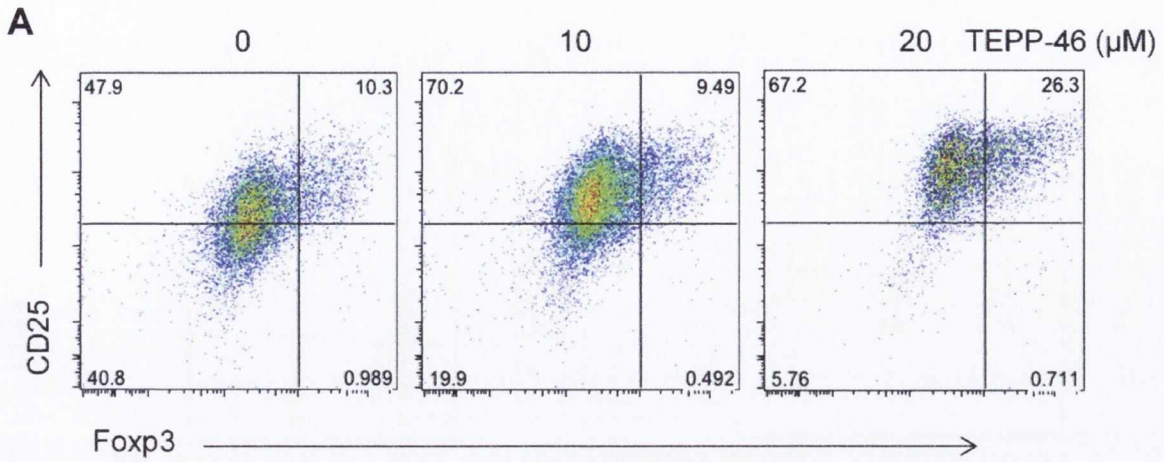 A
0 10 20 TEPP-46 (µM)
47.9 10.3 70.2 9.49 67.2 26.3
CD25
40.8 0.989 19.9 0.492 5.76 0.711
Foxp3